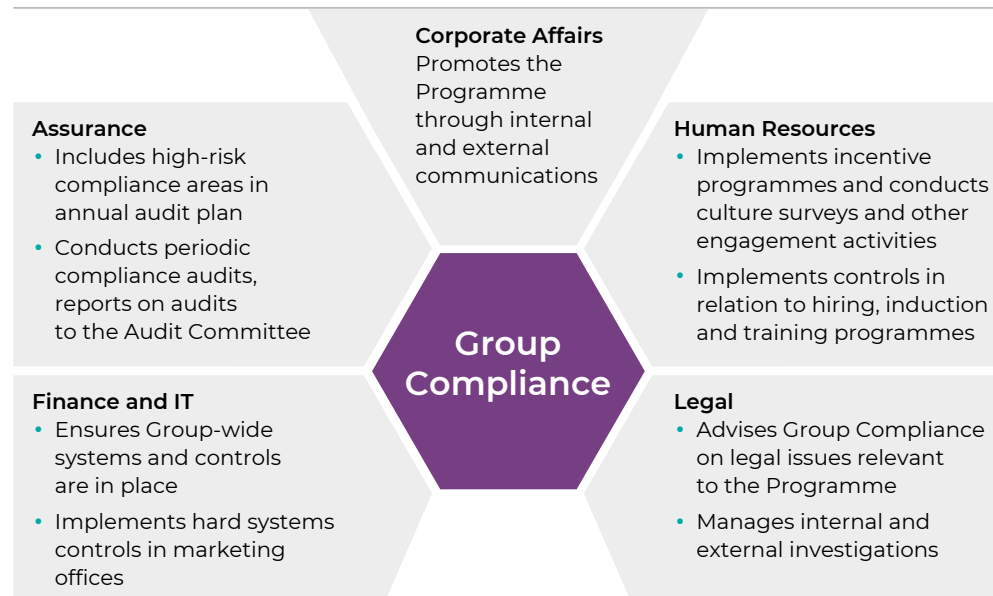 Corporate Affairs
Promotes the
Programme
through internal
and external
communications
Assurance
• Includes high-risk
compliance areas in
annual audit plan
• Conducts periodic
compliance audits,
reports on audits
to the Audit Committee
Human Resources
• Implements incentive
programmes and conducts
culture surveys and other
engagement activities
• Implements controls in
relation to hiring, induction
and training programmes
Group
Compliance
Finance and IT
• Ensures Group-wide
systems and controls
are in place
• Implements hard systems
controls in marketing
offices
Legal
• Advises Group Compliance
on legal issues relevant
to the Programme
• Manages internal and
external investigations